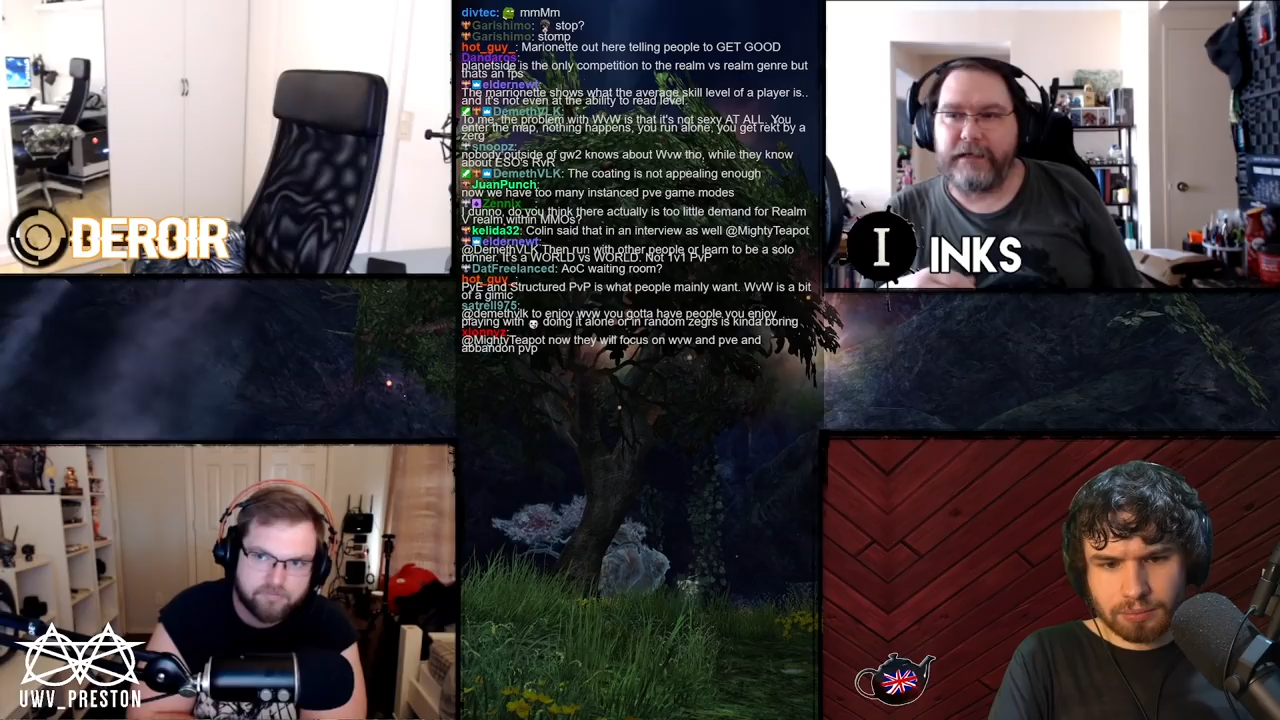 divtec: mmMm
Garishimo: stop?
Garishimo: stomp
hot_guy_: Marionette out here telling people to GET GOOD
Dandaros:
planetside is the only competition to the realm vs realm genre but
thats an fps
eldernewt:
The marrionette shows what the average skill level of a player is..
and it's not even at the ability to read level.
DemethVLK:
To me, the problem with WvW is that it's not sexy AT ALL. You
enter the map, nothing happens, you run alone, you get rekt by a
zerg
snoopz:
nobody outside of gw2 knows about Wvw tho, while they know
about ESO's RvR
DemethVLK: The coating is not appealing enough
JuanPunch:
now we have too many instanced pve game modes
Zennix:
I dunno, do you think there actually is too little demand for Realm
V realm within MMOs?
kelida32: Colin said that in an interview as well @MightyTeapot
eldernewt:
@DemethVLK Then run with other people or learn to be a solo
runner. It's a WORLD vs WORLD. Not 1v1 PvP
DatFreelanced: AoC waiting room?
hot_guy_:
PvE and Structured PvP is what people mainly want. WvW is a bit
of a gimic
satrell975:
@demethvlk to enjoy wvw you gotta have people you enjoy
playing with doing it alone or in random zegrs is kinda boring
@MightyTeapot now they will focus on wvw and pve and
abbandon pvp
DEROIR
I INKS
UWV_PRESTON